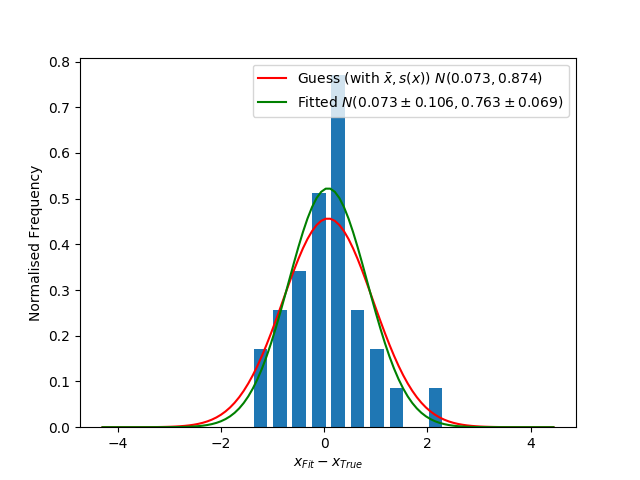 Guess (with x̄, s(x)) N(0.073, 0.874)
Fitted N(0.073 ± 0.106, 0.763 ± 0.069)
0.8
0.7
0.6
0.5
0.4
0.3
0.2
0.1
0.0
Normalised Frequency
−4 −2 0 2 4
x_Fit − x_True